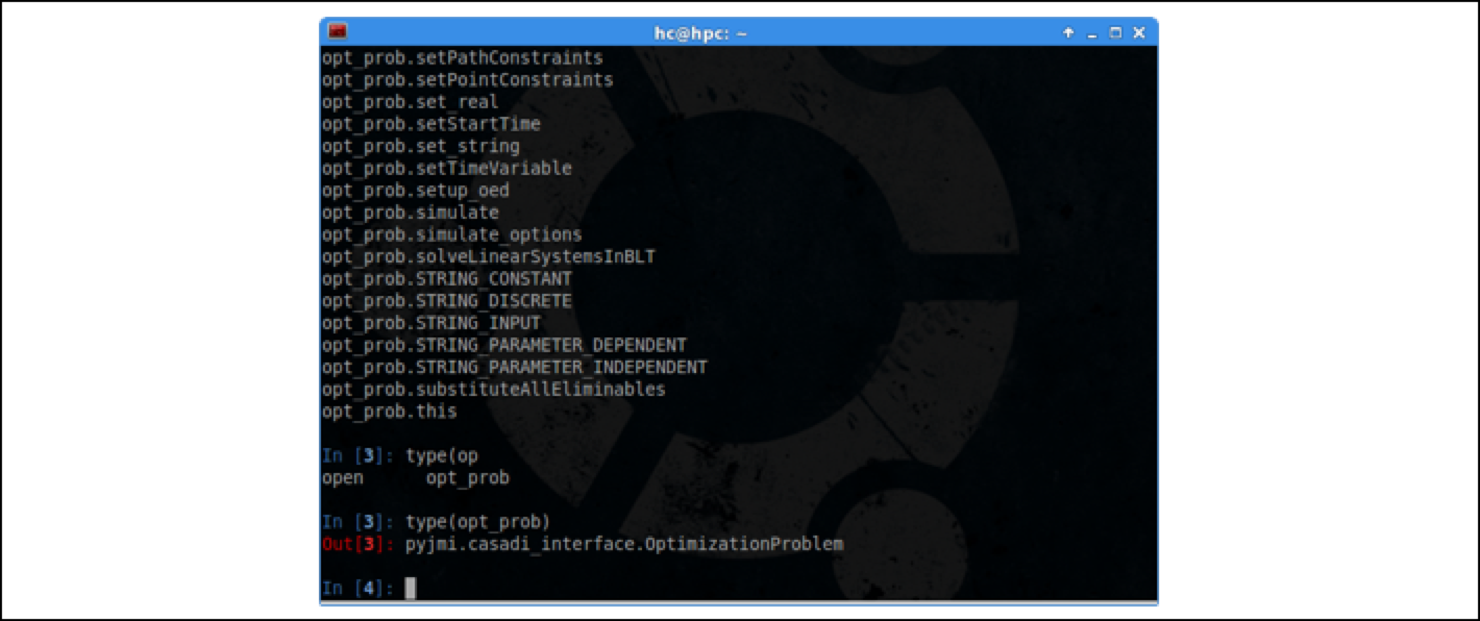 hc@hpc: ~
opt_prob.setPathConstraints
opt_prob.setPointConstraints
opt_prob.set_real
opt_prob.setStartTime
opt_prob.set_string
opt_prob.setTimeVariable
opt_prob.setup_oed
opt_prob.simulate
opt_prob.simulate_options
opt_prob.solveLinearSystemsInBLT
opt_prob.STRING_CONSTANT
opt_prob.STRING_DISCRETE
opt_prob.STRING_INPUT
opt_prob.STRING_PARAMETER_DEPENDENT
opt_prob.STRING_PARAMETER_INDEPENDENT
opt_prob.substituteAllEliminables
opt_prob.this
In [3]: type(op
open      opt_prob
In [3]: type(opt_prob)
Out[3]: pyjmi.casadi_interface.OptimizationProblem
In [4]: